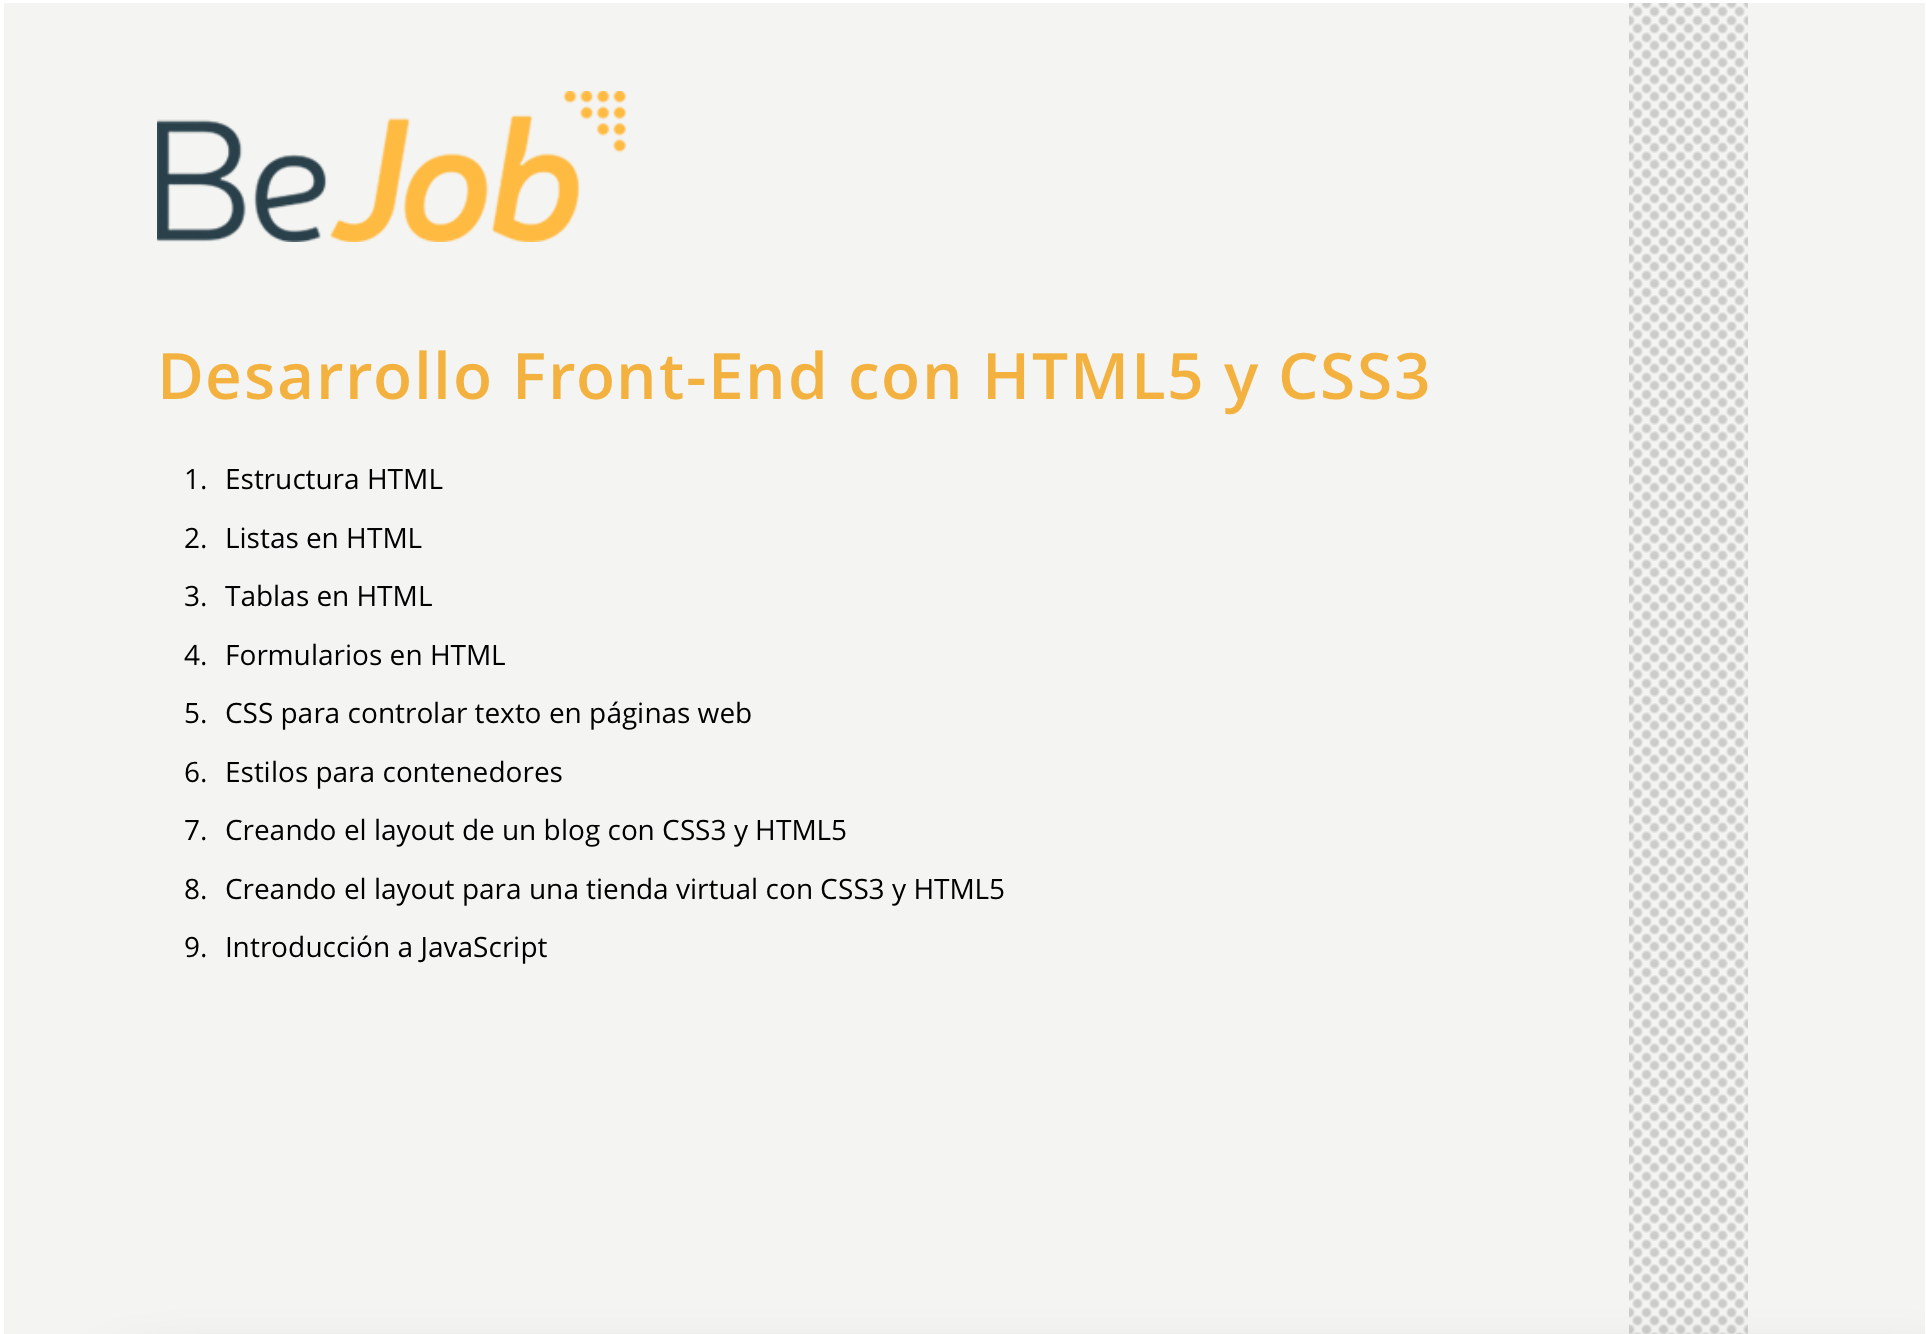 BeJob
Desarrollo Front-End con HTML5 y CSS3
1. Estructura HTML
2. Listas en HTML
3. Tablas en HTML
4. Formularios en HTML
5. CSS para controlar texto en páginas web
6. Estilos para contenedores
7. Creando el layout de un blog con CSS3 y HTML5
8. Creando el layout para una tienda virtual con CSS3 y HTML5
9. Introducción a JavaScript